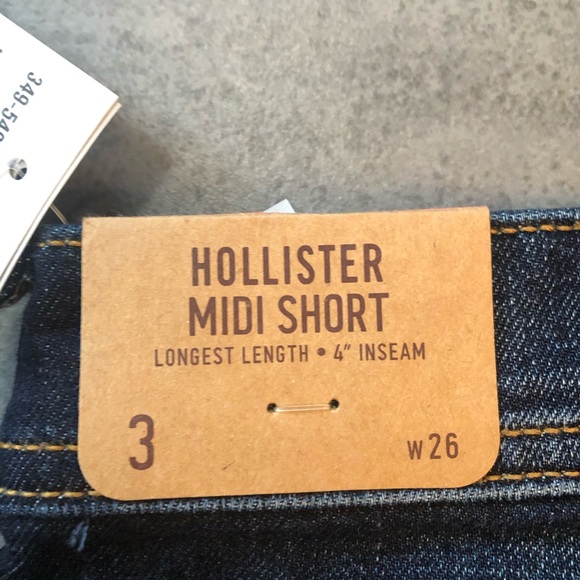 HOLLISTER
MIDI SHORT
LONGEST LENGTH • 4" INSEAM
3
W26